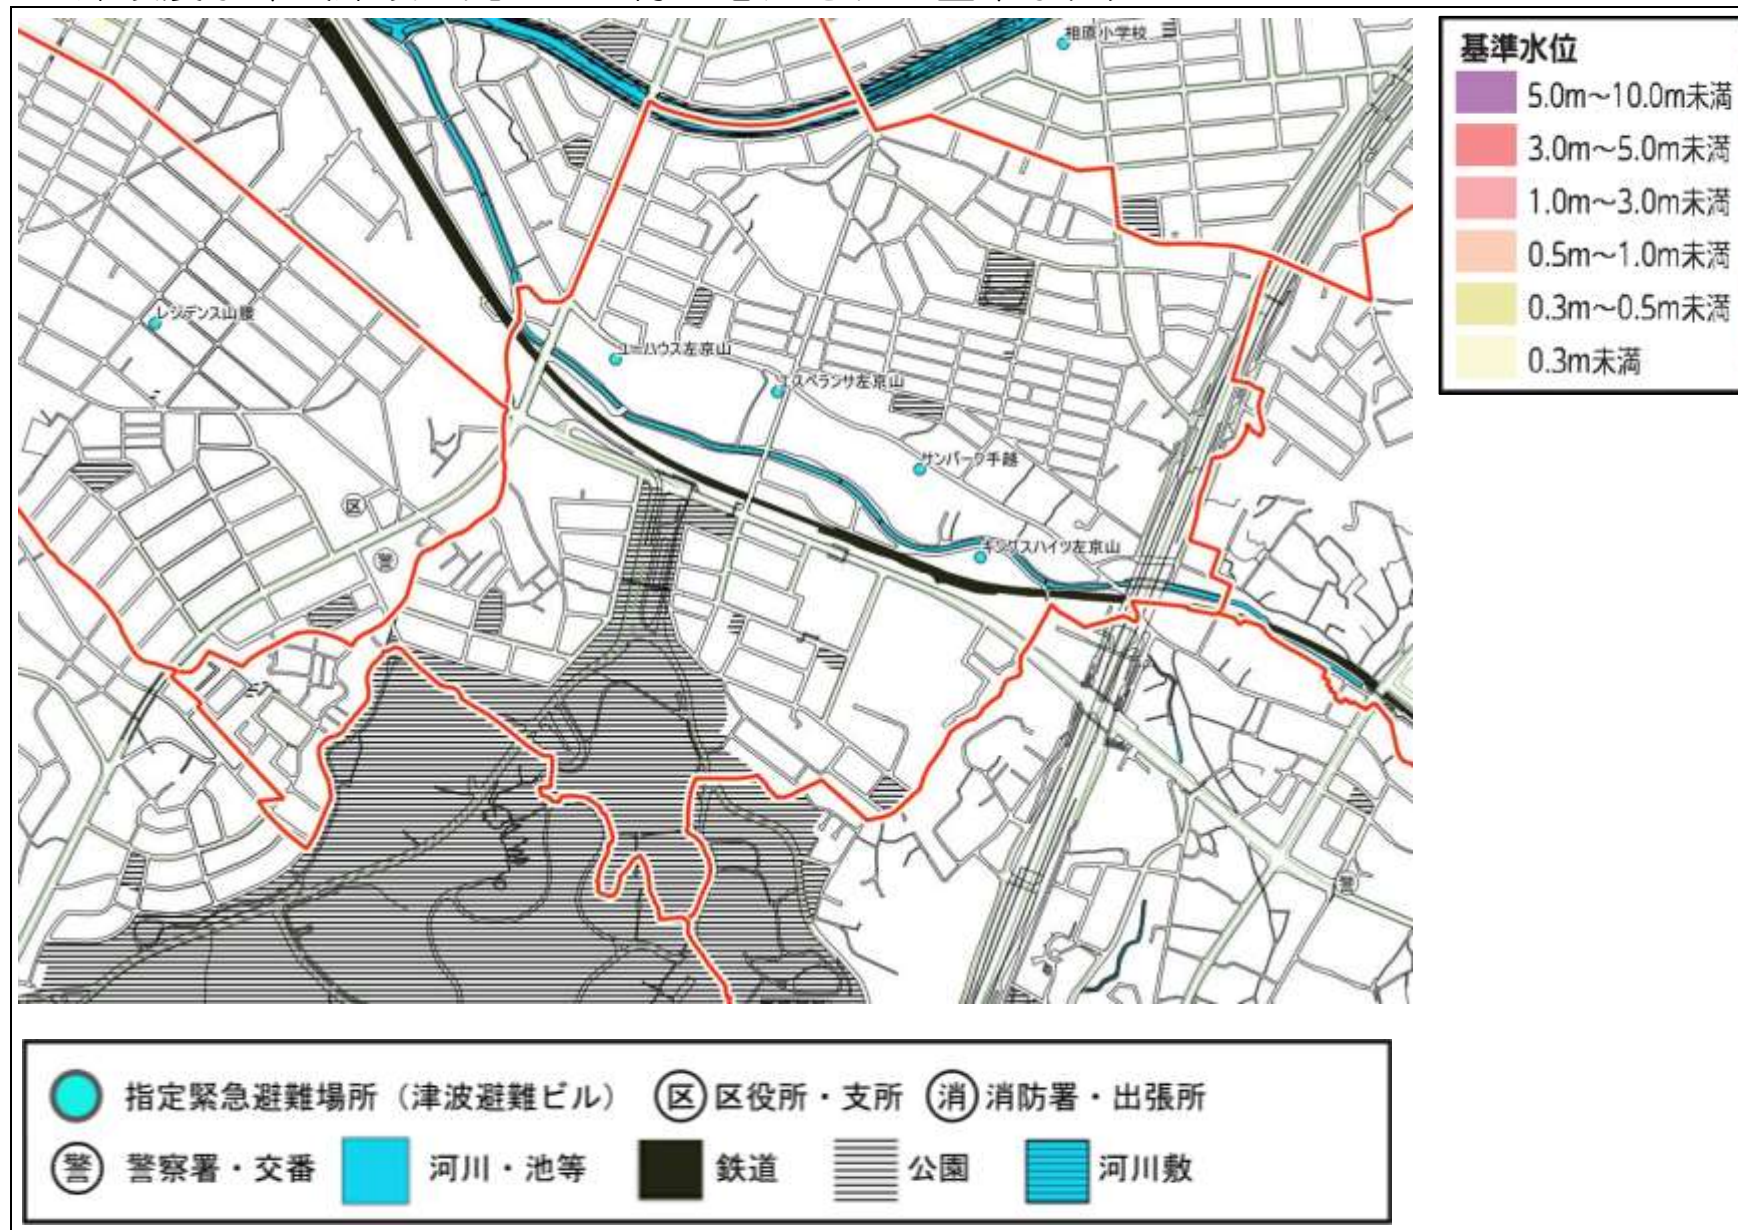 相原小学校
レジデンス山腰
ユーハウス左京山
エスペランサ左京山
サンパーク手越
キングスハイツ左京山
区
警
警
基準水位
5.0m～10.0m未満
3.0m～5.0m未満
1.0m～3.0m未満
0.5m～1.0m未満
0.3m～0.5m未満
0.3m未満
指定緊急避難場所（津波避難ビル） 区 区役所・支所 消 消防署・出張所
警 警察署・交番 河川・池等 鉄道 公園 河川敷